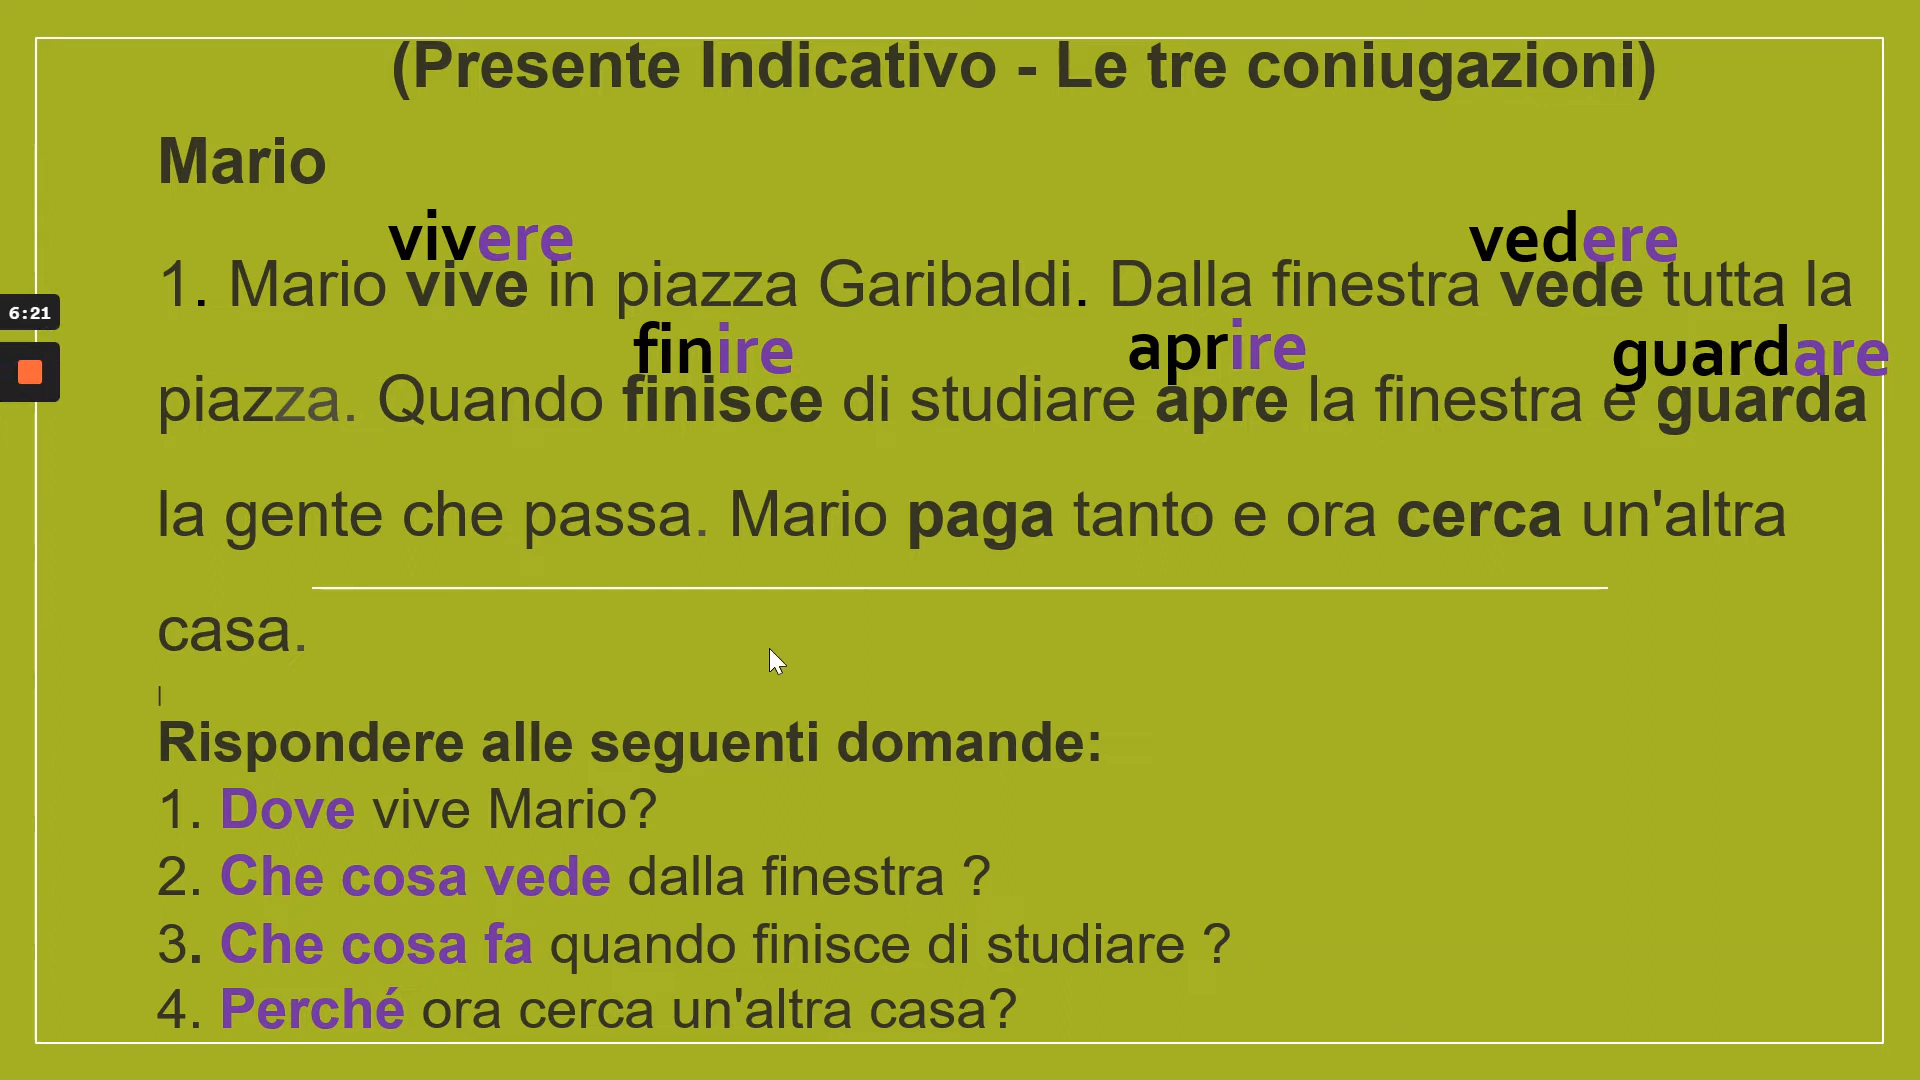 (Presente Indicativo - Le tre coniugazioni)
Mario
vivere vedere
1. Mario vive in piazza Garibaldi. Dalla finestra vede tutta la
6:21
finire aprire guardare
piazza. Quando finisce di studiare apre la finestra e guarda
la gente che passa. Mario paga tanto e ora cerca un'altra
casa.
Rispondere alle seguenti domande:
1. Dove vive Mario?
2. Che cosa vede dalla finestra ?
3. Che cosa fa quando finisce di studiare ?
4. Perché ora cerca un'altra casa?